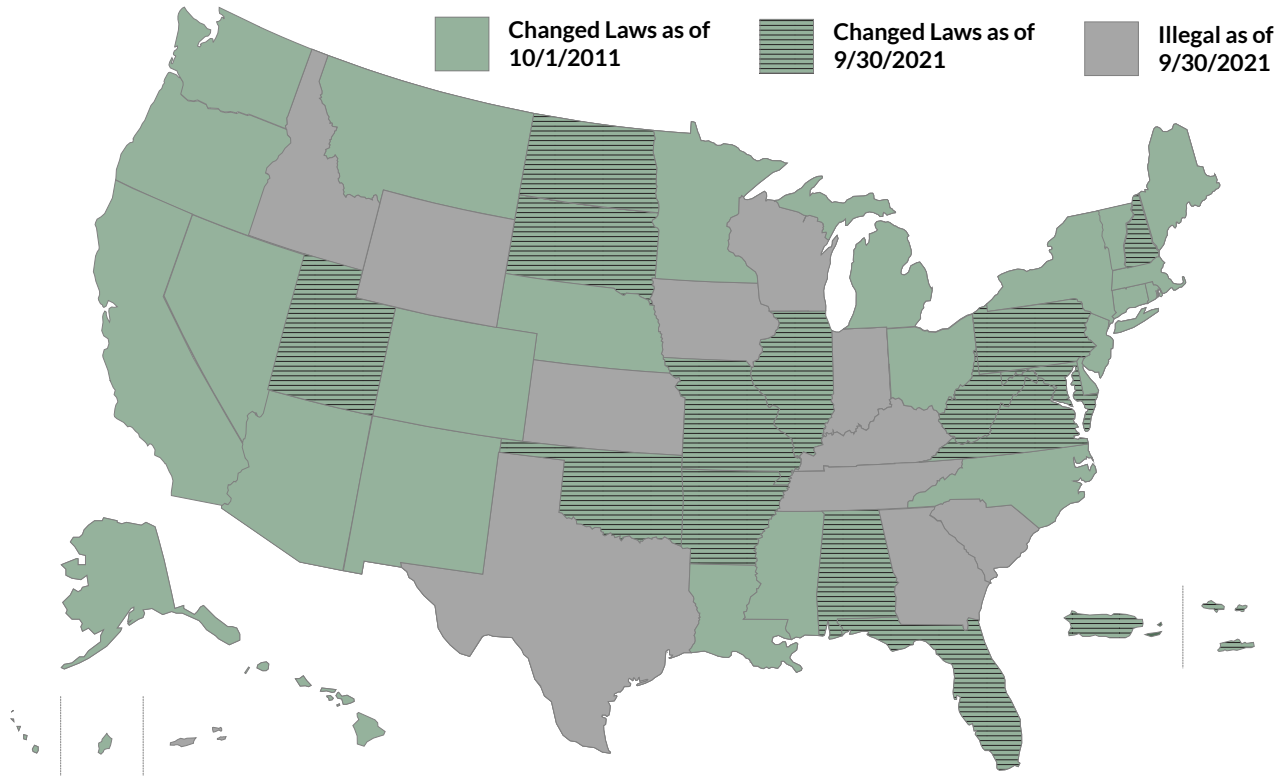 Changed Laws as of
10/1/2011
Changed Laws as of
9/30/2021
Illegal as of
9/30/2021